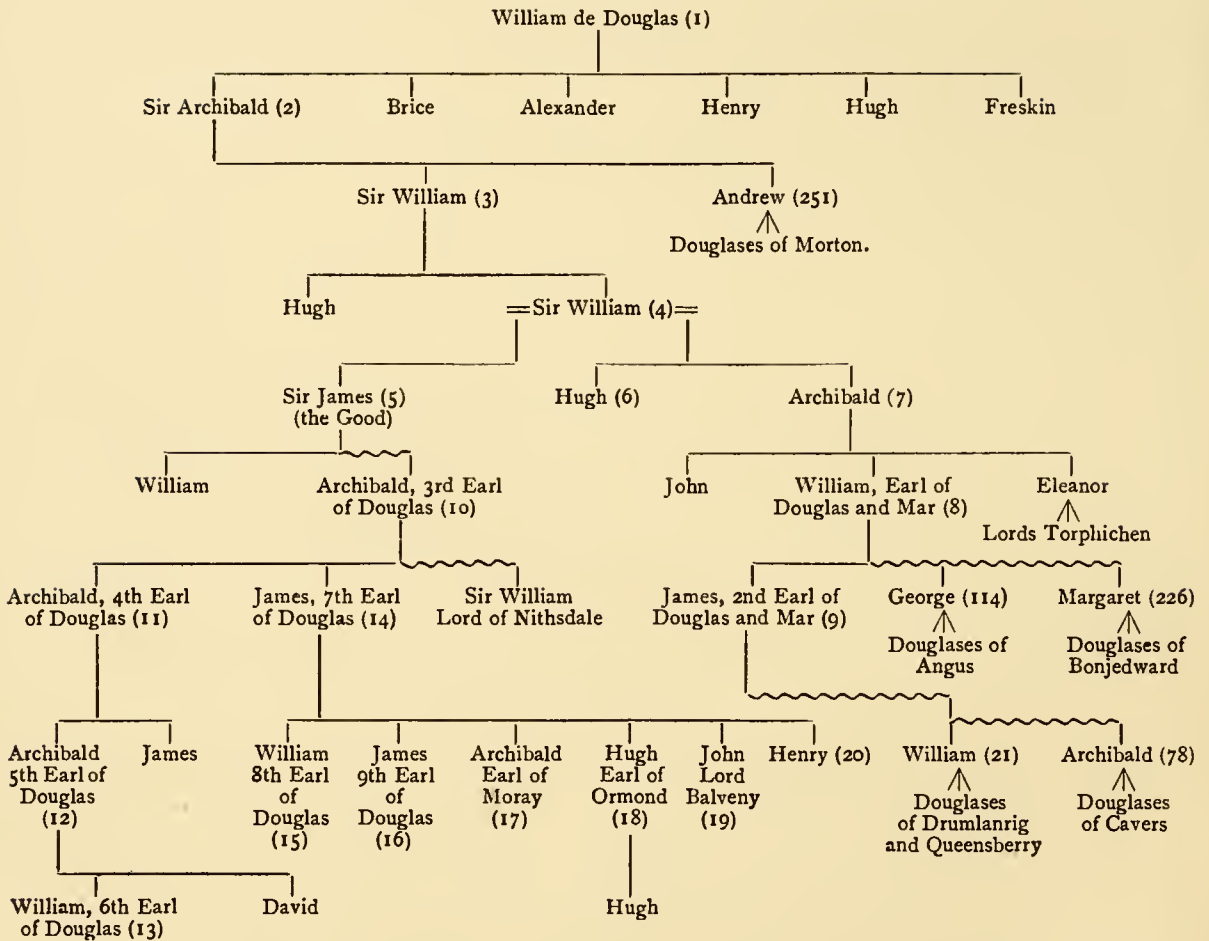 William de Douglas (1)
Sir Archibald (2) Brice Alexander Henry Hugh Freskin
Sir William (3) Andrew (251)
Douglases of Morton.
Hugh =Sir William (4)=
Sir James (5) Hugh (6) Archibald (7)
(the Good)
William Archibald, 3rd Earl John William, Earl of Eleanor
of Douglas (10) Douglas and Mar (8)
Lords Torphichen
Archibald, 4th Earl James, 7th Earl Sir William James, 2nd Earl of George (114) Margaret (226)
of Douglas (11) of Douglas (14) Lord of Nithsdale Douglas and Mar (9)
Douglases of Douglases of
Angus Bonjedward
Archibald James William James Archibald Hugh John Henry (20) William (21) Archibald (78)
5th Earl of 8th Earl 9th Earl Earl of Earl of Lord
Douglas of of Moray Ormond Balveny Douglases Douglases
(12) Douglas Douglas (17) (18) (19) of Drumlanrig of Cavers
(15) (16) and Queensberry
William, 6th Earl David Hugh
of Douglas (13)